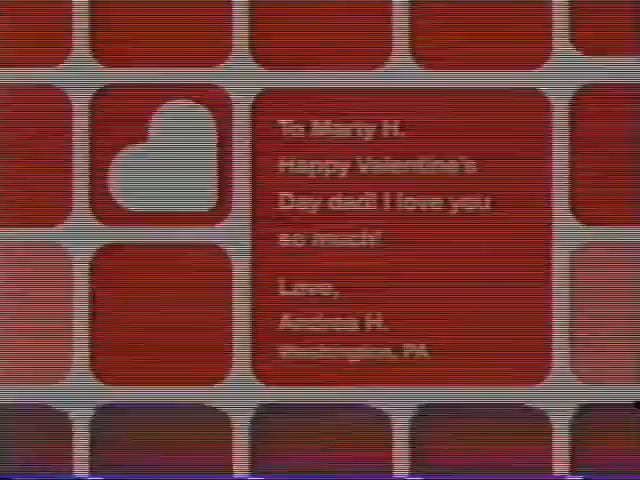 To Marty H.
Happy Valentine's
Day dad! I love you
so much!
Love,
Andrea H.
Washington, PA